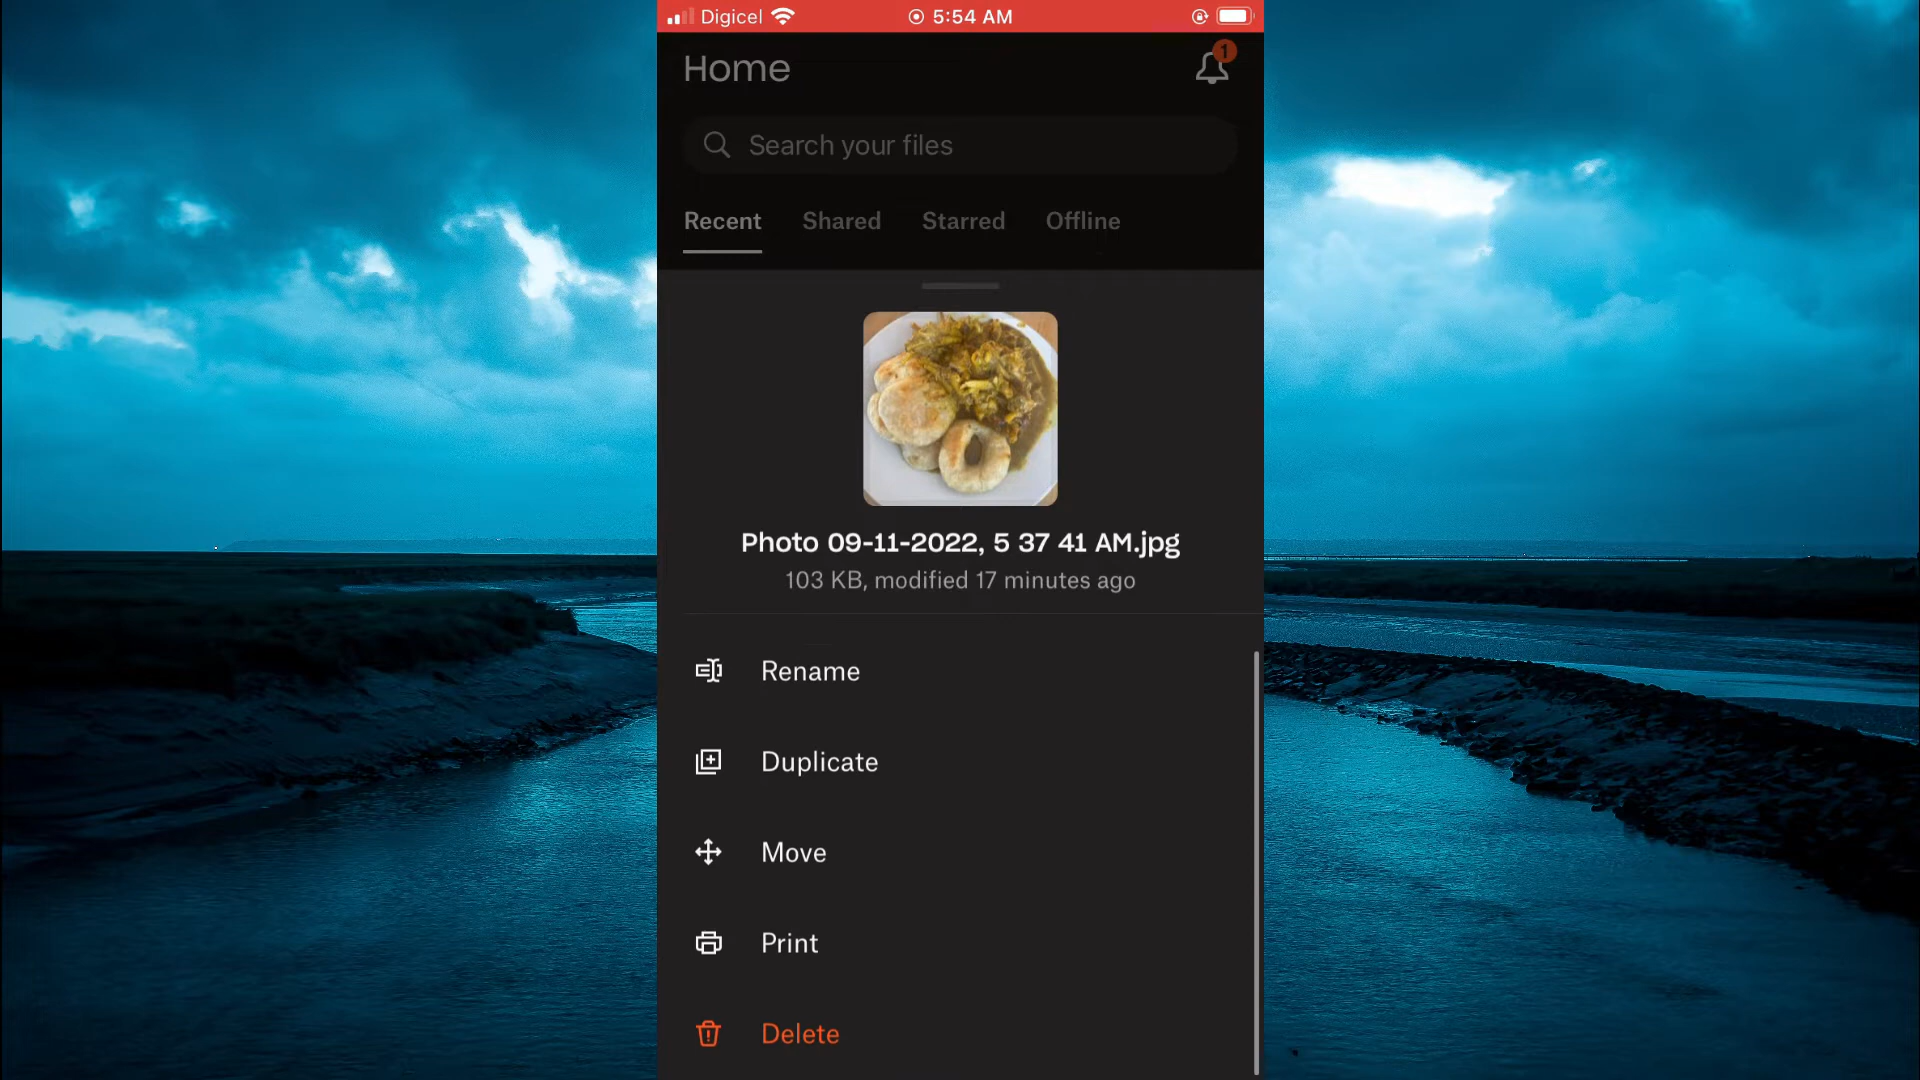 Digicel 5:54 AM
Home
1
Search your files
Recent Shared Starred Offline
Photo 09-11-2022, 5 37 41 AM.jpg
103 KB, modified 17 minutes ago
Rename
Duplicate
Move
Print
Delete